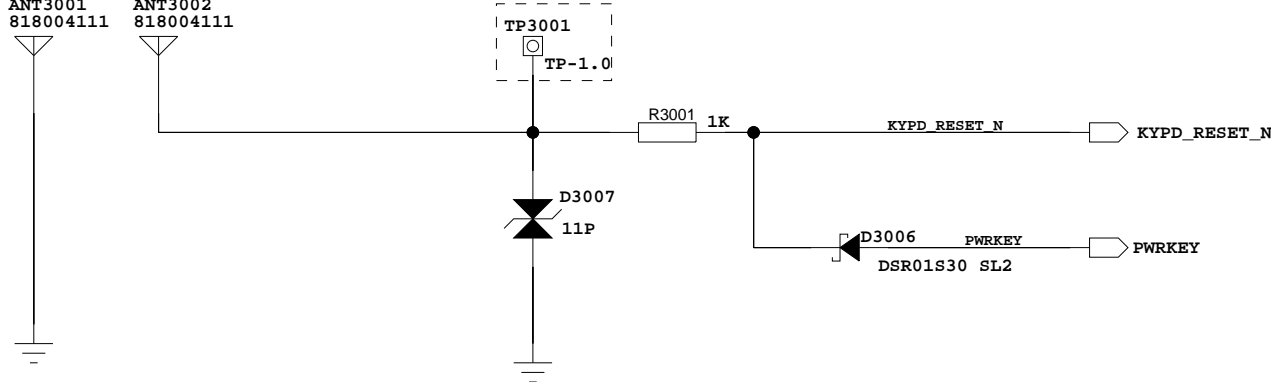 ANT3001 ANT3002
818004111 818004111
TP3001
TP-1.0
R3001 1K
KYPD_RESET_N
KYPD_RESET_N
D3007
11P
D3006
PWRKEY
PWRKEY
DSR01S30 SL2